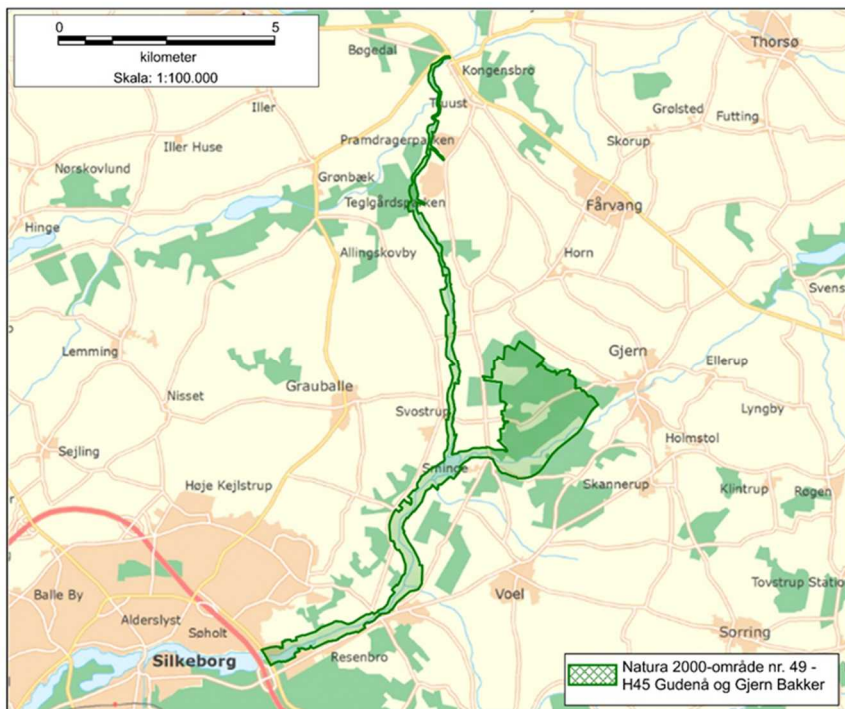 0 5
kilometer
Skala: 1:100.000
Bøgedal
Thorsø
Kongensbro
Iller
Truust
Grølsted
Futting
Pramdragerparken
Skorup
Iller Huse
Nørskovlund
Grønbæk
Teglgårdsparken
Fårvang
Hinge
Allingskovby
Horn
Svens
Lemming
Gjern
Ellerup
Grauballe
Nisset
Svostrup
Lyngby
Holmstol
Sejling
Sminge
Høje Kejlstrup
Skannerup
Klintrup
Røgen
Balle By
Voel
Tovstrup Statio
Alderslyst
Søholt
Sorring
Silkeborg
Resenbro
Natura 2000-område nr. 49 -
H45 Gudenå og Gjern Bakker